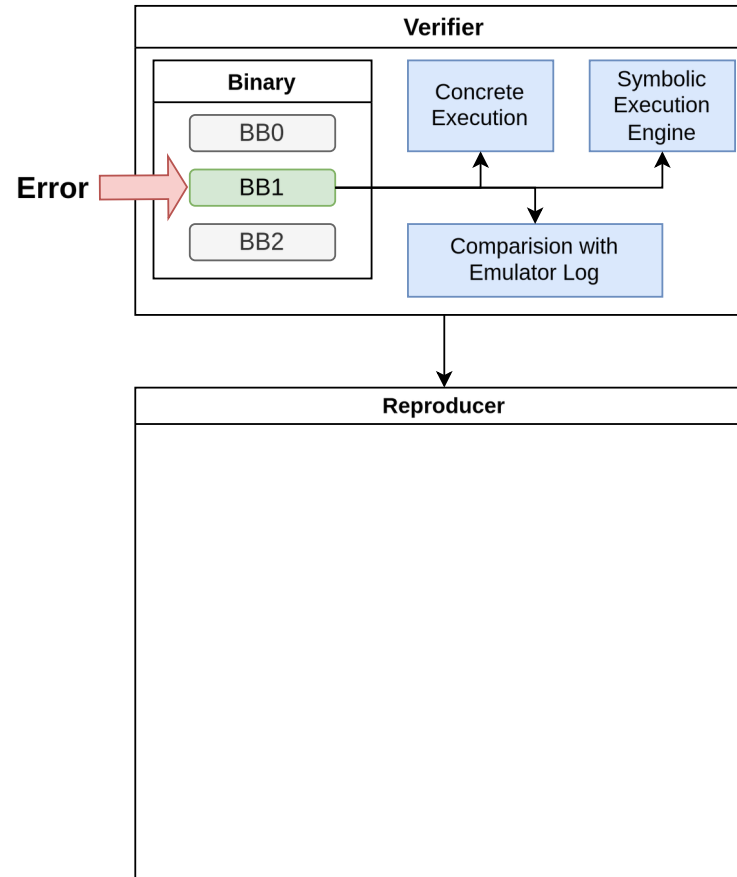 Verifier
Binary
BB0
Error
BB1
BB2
Concrete
Execution
Symbolic
Execution
Engine
Comparision with
Emulator Log
Reproducer